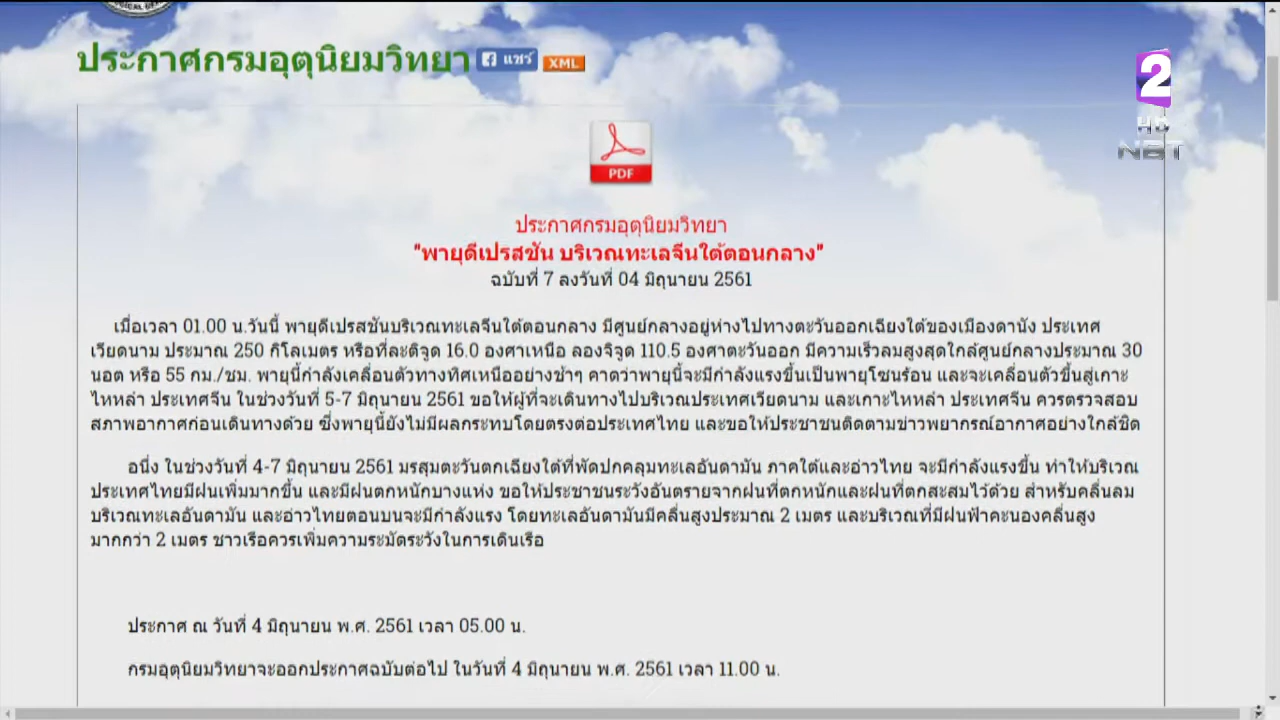 ประกาศกรมอุตุนิยมวิทยา แชร์ XML
2
HD
NBT
PDF
ประกาศกรมอุตุนิยมวิทยา
"พายุดีเปรสชัน บริเวณทะเลจีนใต้ตอนกลาง"
ฉบับที่ 7 ลงวันที่ 04 มิถุนายน 2561
เมื่อเวลา 01.00 น.วันนี้ พายุดีเปรสชันบริเวณทะเลจีนใต้ตอนกลาง มีศูนย์กลางอยู่ห่างไปทางตะวันออกเฉียงใต้ของเมืองดานัง ประเทศ
เวียดนาม ประมาณ 250 กิโลเมตร หรือที่ละติจูด 16.0 องศาเหนือ ลองจิจูด 110.5 องศาตะวันออก มีความเร็วลมสูงสุดใกล้ศูนย์กลางประมาณ 30
นอต หรือ 55 กม./ชม. พายุนี้กำลังเคลื่อนตัวทางทิศเหนืออย่างช้าๆ คาดว่าพายุนี้จะมีกำลังแรงขึ้นเป็นพายุโซนร้อน และจะเคลื่อนตัวขึ้นสู่เกาะ
ไหหลำ ประเทศจีน ในช่วงวันที่ 5-7 มิถุนายน 2561 ขอให้ผู้ที่จะเดินทางไปบริเวณประเทศเวียดนาม และเกาะไหหลำ ประเทศจีน ควรตรวจสอบ
สภาพอากาศก่อนเดินทางด้วย ซึ่งพายุนี้ยังไม่มีผลกระทบโดยตรงต่อประเทศไทย และขอให้ประชาชนติดตามข่าวพยากรณ์อากาศอย่างใกล้ชิด
อนึ่ง ในช่วงวันที่ 4-7 มิถุนายน 2561 มรสุมตะวันตกเฉียงใต้ที่พัดปกคลุมทะเลอันดามัน ภาคใต้และอ่าวไทย จะมีกำลังแรงขึ้น ทำให้บริเวณ
ประเทศไทยมีฝนเพิ่มมากขึ้น และมีฝนตกหนักบางแห่ง ขอให้ประชาชนระวังอันตรายจากฝนที่ตกหนักและฝนที่ตกสะสมไว้ด้วย สำหรับคลื่นลม
บริเวณทะเลอันดามัน และอ่าวไทยตอนบนจะมีกำลังแรง โดยทะเลอันดามันมีคลื่นสูงประมาณ 2 เมตร และบริเวณที่มีฝนฟ้าคะนองคลื่นสูง
มากกว่า 2 เมตร ชาวเรือควรเพิ่มความระมัดระวังในการเดินเรือ
ประกาศ ณ วันที่ 4 มิถุนายน พ.ศ. 2561 เวลา 05.00 น.
กรมอุตุนิยมวิทยาจะออกประกาศฉบับต่อไป ในวันที่ 4 มิถุนายน พ.ศ. 2561 เวลา 11.00 น.